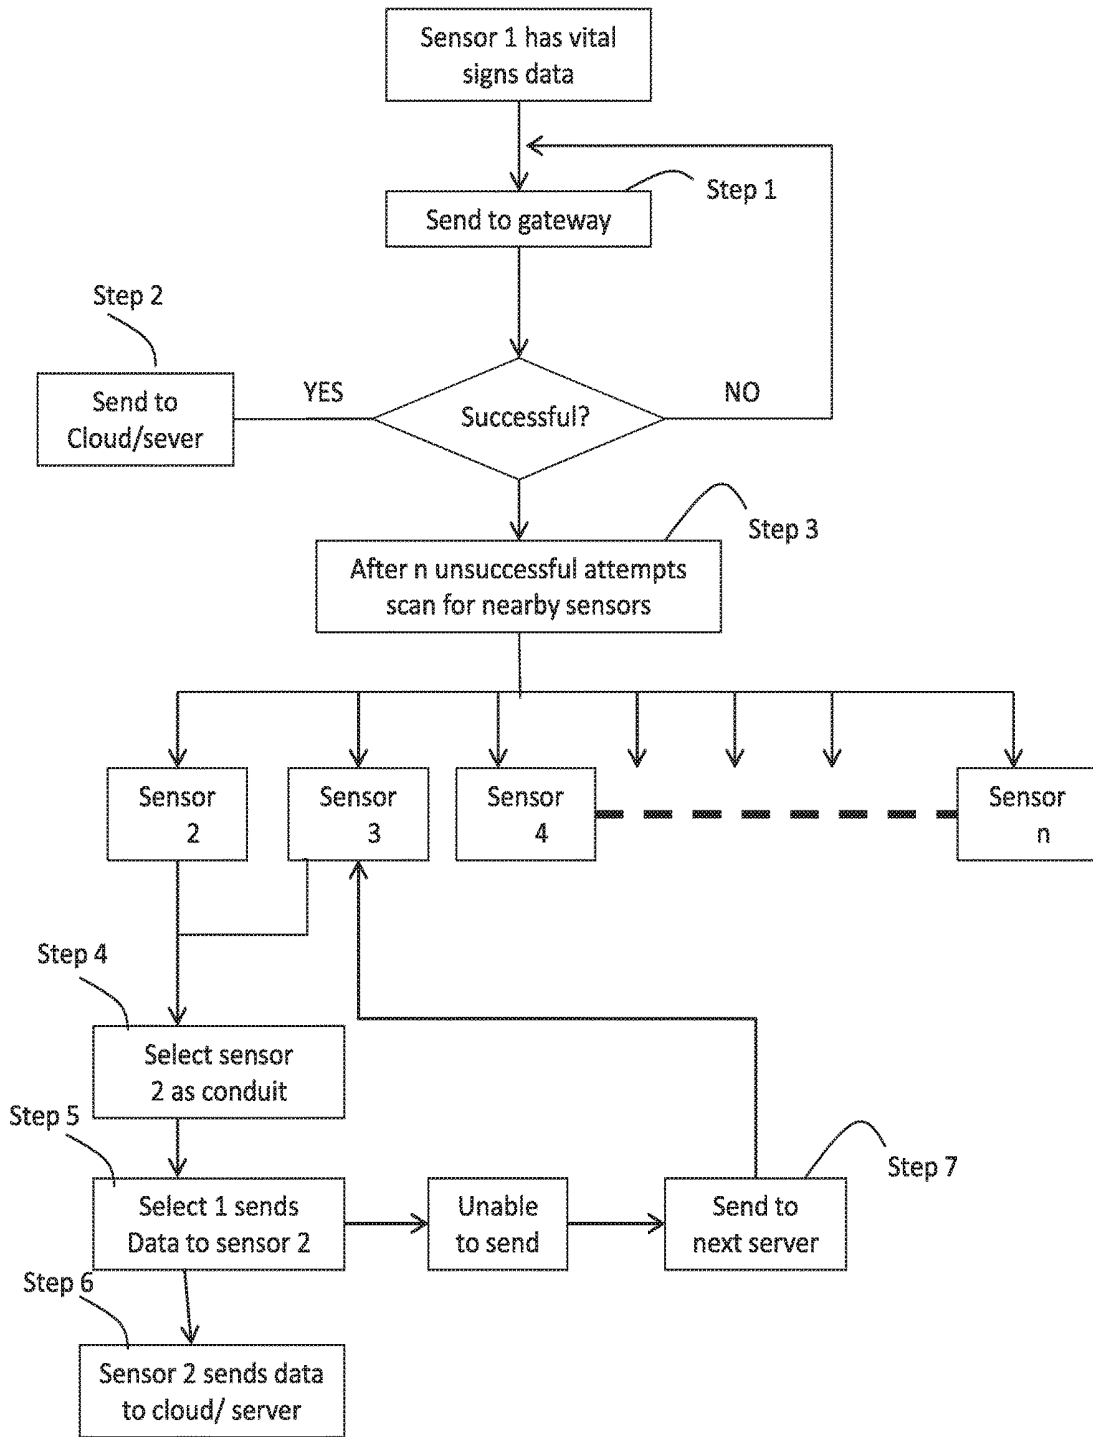 Sensor 1 has vital
signs data
Step 1
Send to gateway
Step 2
YES
NO
Send to
Cloud/sever
Successful?
Step 3
After n unsuccessful attempts
scan for nearby sensors
Sensor
2
Sensor
3
Sensor
4
Sensor
n
Step 4
Select sensor
2 as conduit
Step 5
Select 1 sends
Data to sensor 2
Unable
to send
Send to
next server
Step 7
Step 6
Sensor 2 sends data
to cloud/ server